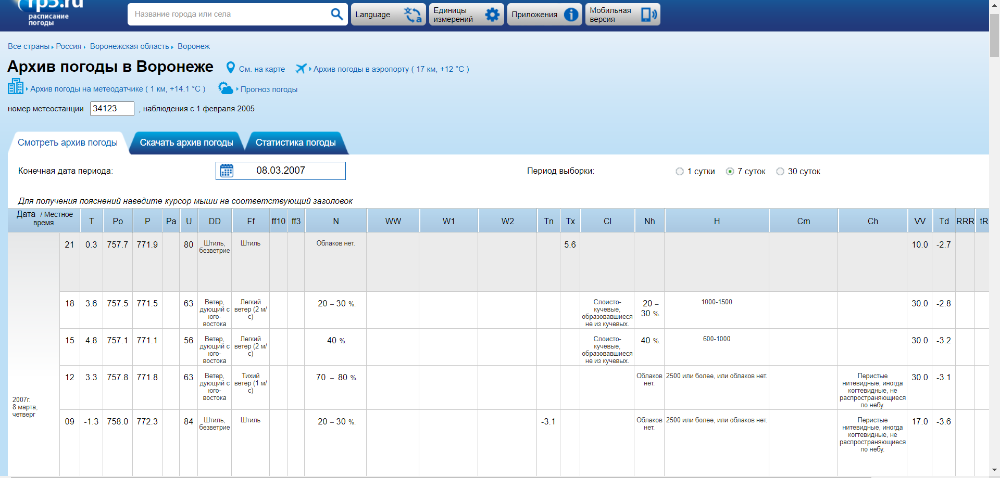 rp5.ru
расписание
погоды
Название города или села
Language
Единицы
измерений
Приложения
Мобильная
версия
Все страны Россия Воронежская область Воронеж
Архив погоды в Воронеже См. на карте Архив погоды в аэропорту ( 17 км, +12 °C )
Архив погоды на метеодатчике ( 1 км, +14.1 °C ) Прогноз погоды
номер метеостанции 34123 , наблюдения с 1 февраля 2005
Смотреть архив погоды Скачать архив погоды Статистика погоды
Конечная дата периода: 08.03.2007 Период выборки: 1 сутки 7 суток 30 суток
Для получения пояснений наведите курсор мыши на соответствующий заголовок
Дата / Местное
время
T Po P Pa U DD Ff ff10 ff3 N WW W1 W2 Tn Tx Cl Nh H Cm Ch VV Td RRR tR
2007г.
8 марта,
четверг
21 0.3 757.7 771.9 80
Штиль,
безветрие
Штиль
Облаков нет.
5.6
10.0 -2.7
18 3.6 757.5 771.5 63
Ветер,
дующий с
юго-
востока
Легкий
ветер (2 м/
с)
20 – 30 %.
Слоисто-
кучевые,
образовавшиеся
не из кучевых.
20 –
30 %.
1000-1500
30.0 -2.8
15 4.8 757.1 771.1 56
Ветер,
дующий с
юго-
востока
Легкий
ветер (2 м/
с)
40 %.
Слоисто-
кучевые,
образовавшиеся
не из кучевых.
40 %.
600-1000
30.0 -3.2
12 3.3 757.8 771.8 63
Ветер,
дующий с
юго-
востока
Тихий
ветер (1 м/
с)
70 – 80 %.
Облаков
нет.
2500 или более, или облаков нет.
Перистые
нитевидные, иногда
когтевидные, не
распространяющиеся
по небу.
30.0 -3.1
09 -1.3 758.0 772.3 84
Штиль,
безветрие
Штиль
20 – 30 %.
-3.1
Облаков
нет.
2500 или более, или облаков нет.
Перистые
нитевидные, иногда
когтевидные, не
распространяющиеся
по небу.
17.0 -3.6